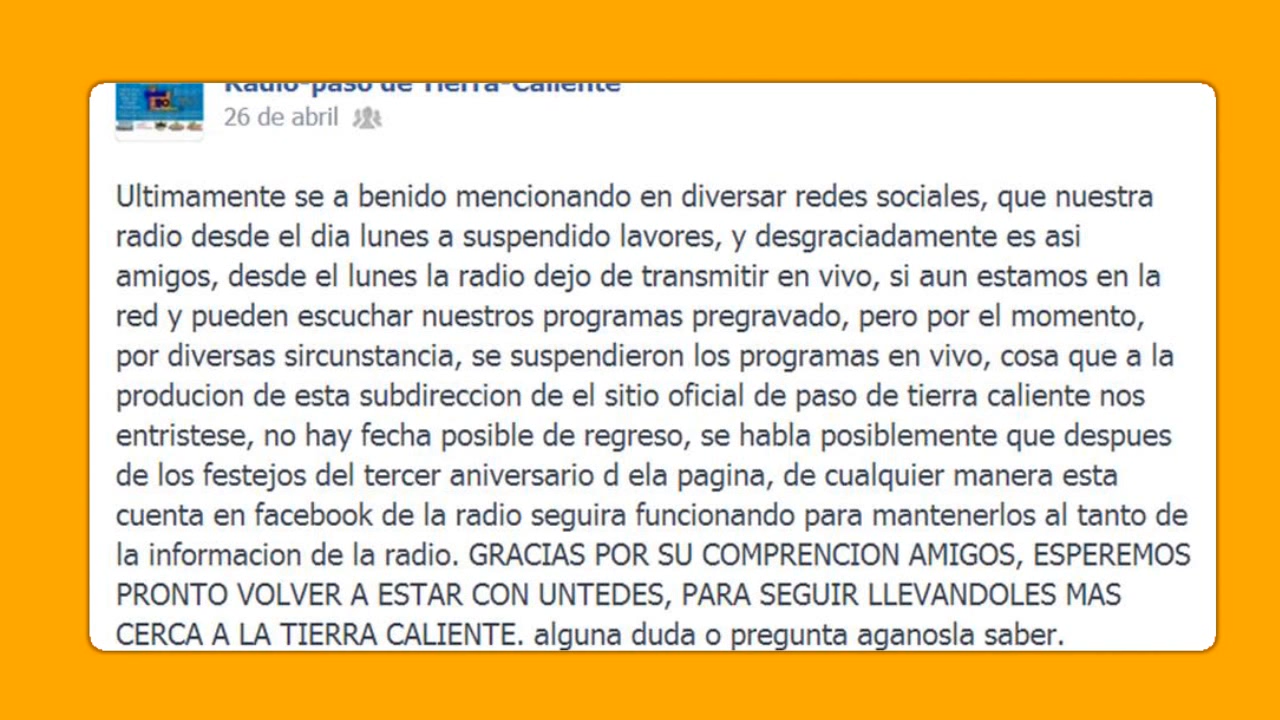 Radio-paso de Tierra-Caliente
26 de abril
Ultimamente se a benido mencionando en diversar redes sociales, que nuestra
radio desde el dia lunes a suspendido lavores, y desgraciadamente es asi
amigos, desde el lunes la radio dejo de transmitir en vivo, si aun estamos en la
red y pueden escuchar nuestros programas pregravado, pero por el momento,
por diversas sircunstancia, se suspendieron los programas en vivo, cosa que a la
producion de esta subdireccion de el sitio oficial de paso de tierra caliente nos
entristese, no hay fecha posible de regreso, se habla posiblemente que despues
de los festejos del tercer aniversario d ela pagina, de cualquier manera esta
cuenta en facebook de la radio seguira funcionando para mantenerlos al tanto de
la informacion de la radio. GRACIAS POR SU COMPRENCION AMIGOS, ESPEREMOS
PRONTO VOLVER A ESTAR CON UNTEDES, PARA SEGUIR LLEVANDOLES MAS
CERCA A LA TIERRA CALIENTE. alguna duda o pregunta aganosla saber.